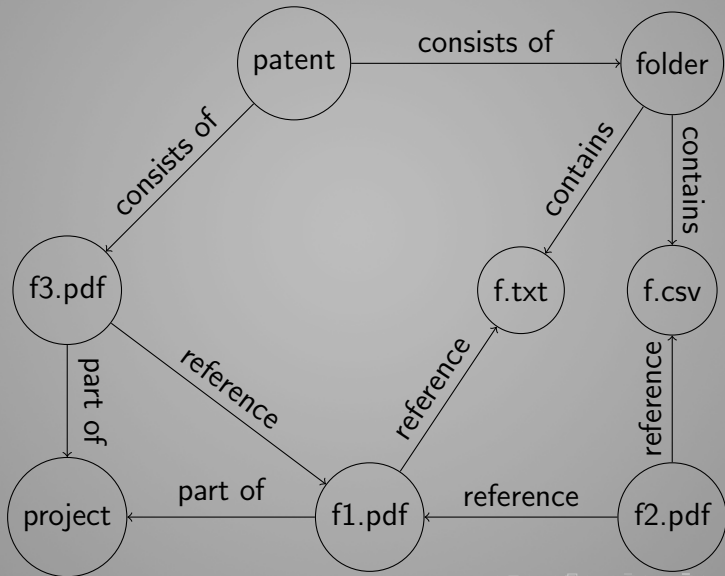 patent
consists of
folder
consists of
contains
contains
f3.pdf
f.txt
f.csv
part of
reference
reference
reference
project
part of
f1.pdf
reference
f2.pdf